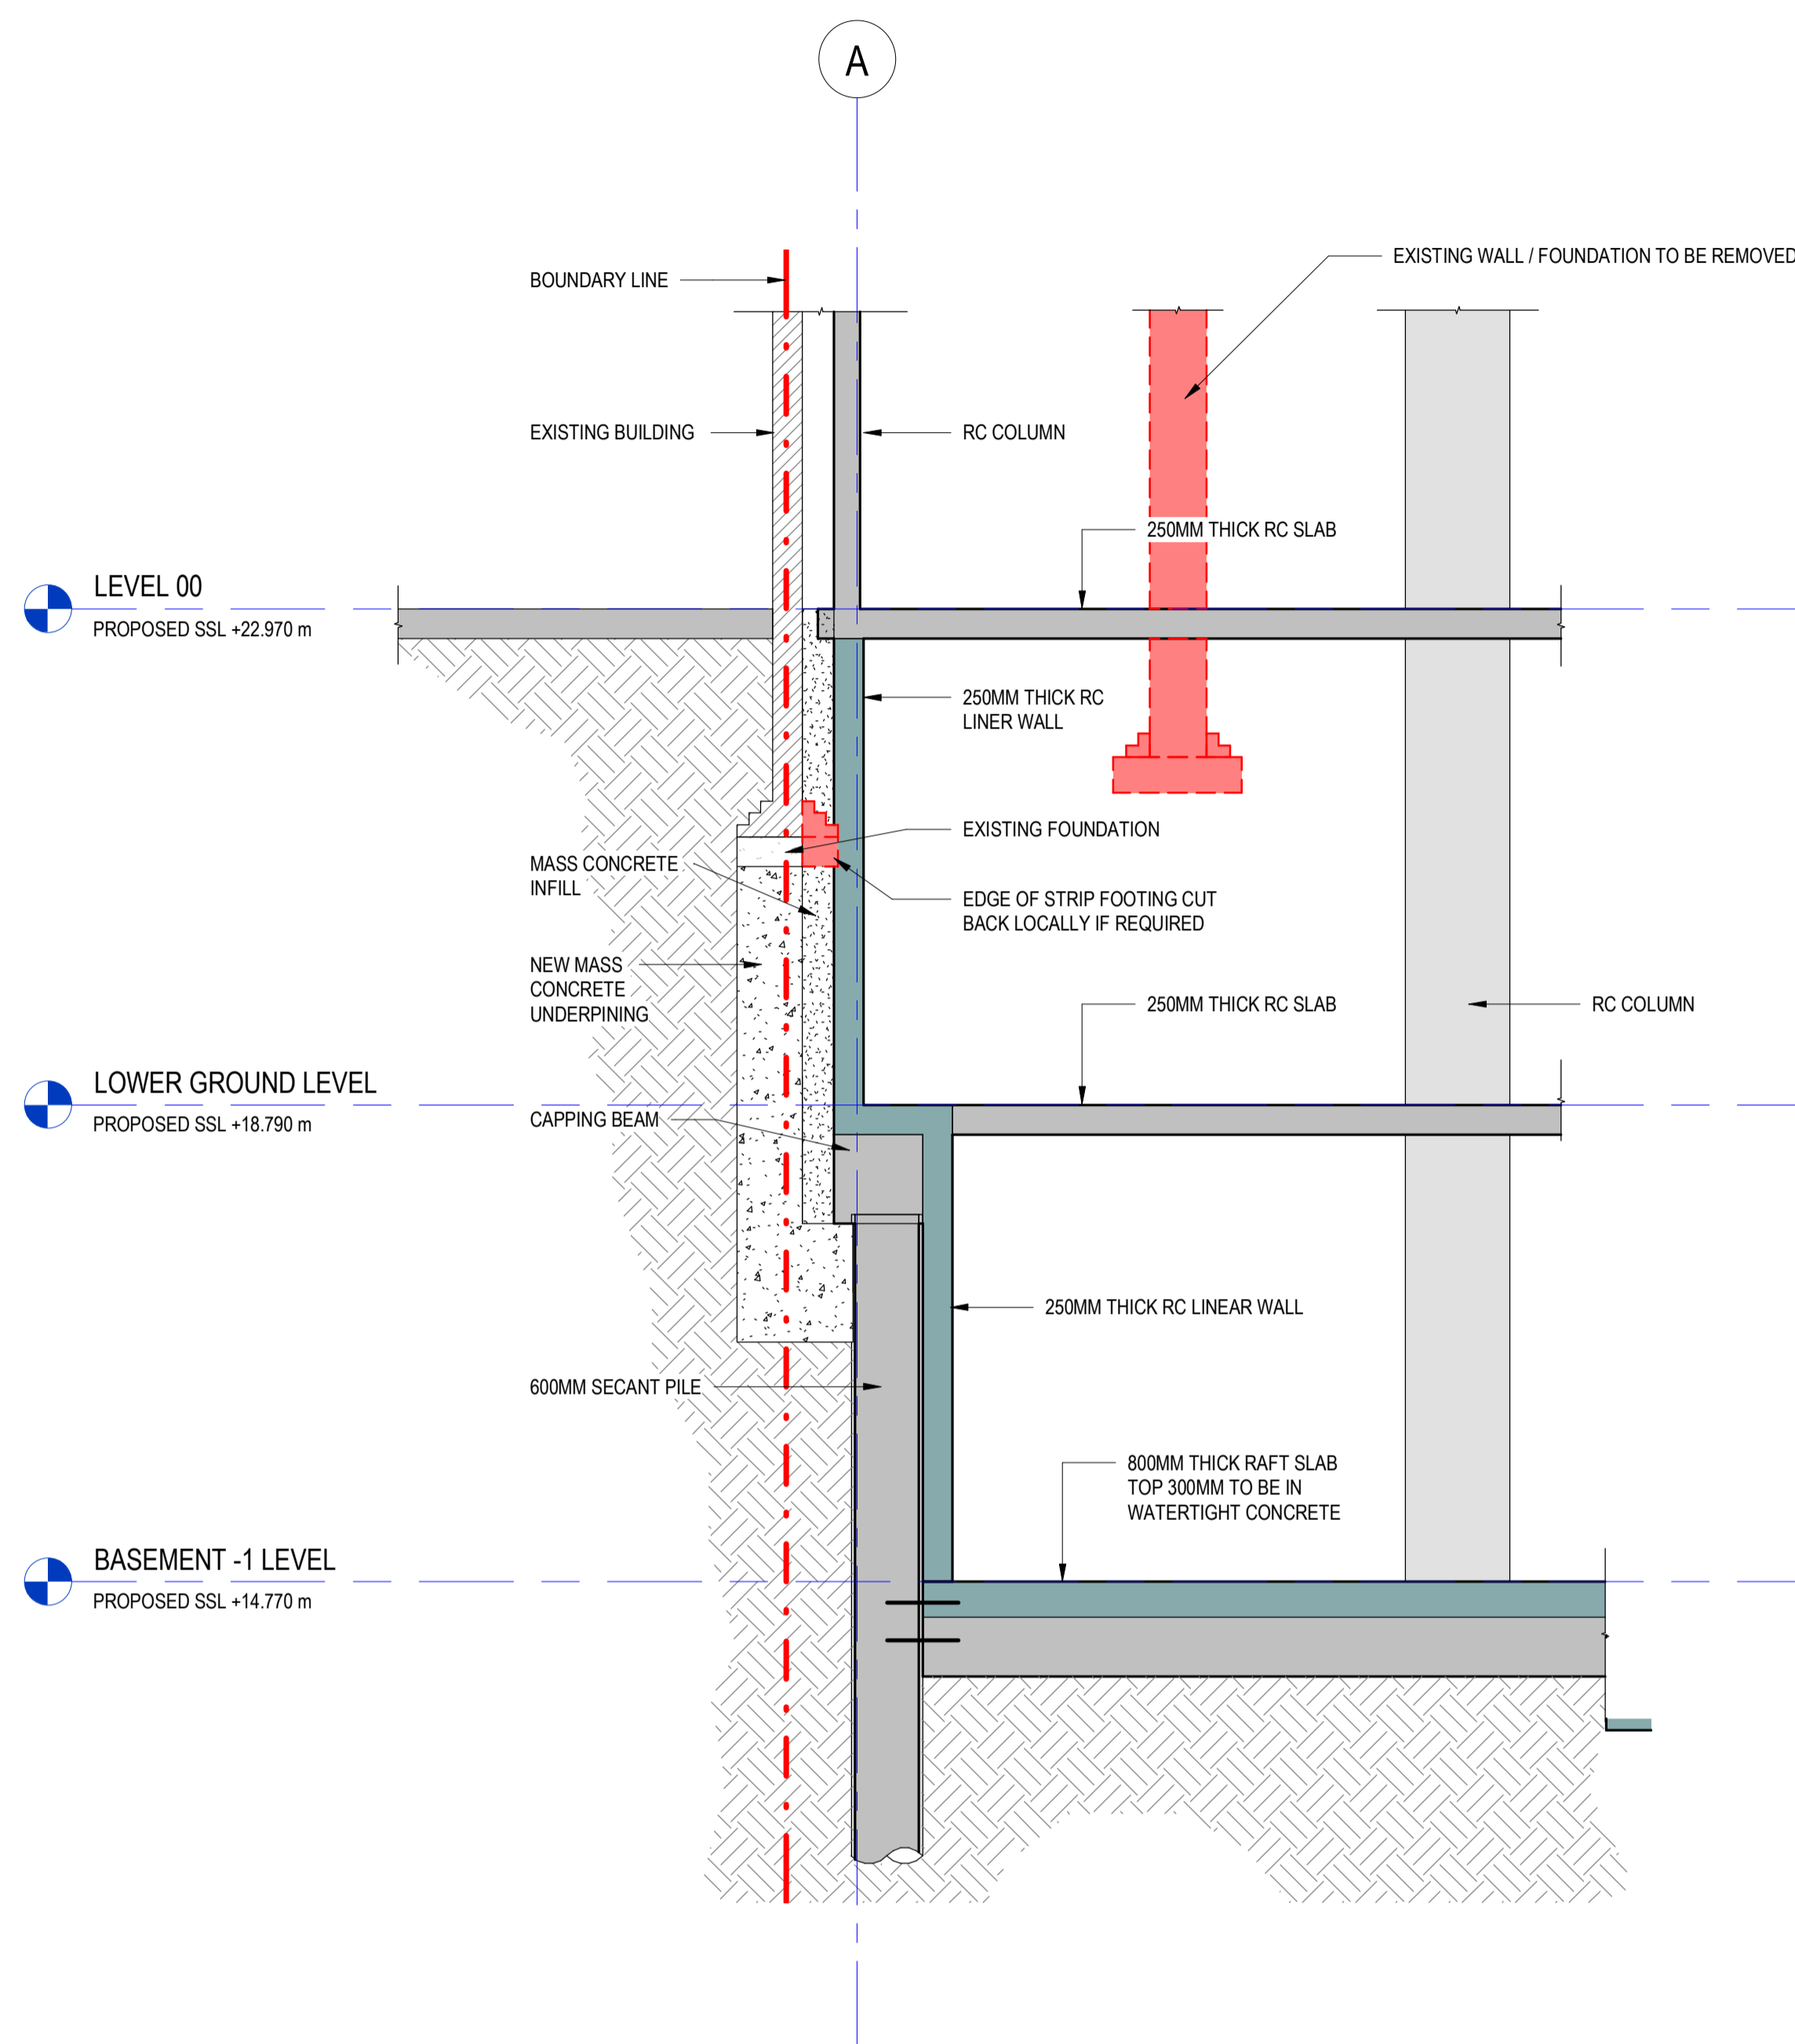 A
EXISTING WALL / FOUNDATION TO BE REMOVED
BOUNDARY LINE
EXISTING BUILDING
RC COLUMN
250MM THICK RC SLAB
LEVEL 00
PROPOSED SSL +22.970 m
250MM THICK RC
LINER WALL
EXISTING FOUNDATION
MASS CONCRETE
INFILL
EDGE OF STRIP FOOTING CUT
BACK LOCALLY IF REQUIRED
NEW MASS
CONCRETE
UNDERPINING
250MM THICK RC SLAB
RC COLUMN
LOWER GROUND LEVEL
PROPOSED SSL +18.790 m
CAPPING BEAM
250MM THICK RC LINEAR WALL
600MM SECANT PILE
800MM THICK RAFT SLAB
TOP 300MM TO BE IN
WATERTIGHT CONCRETE
BASEMENT -1 LEVEL
PROPOSED SSL +14.770 m